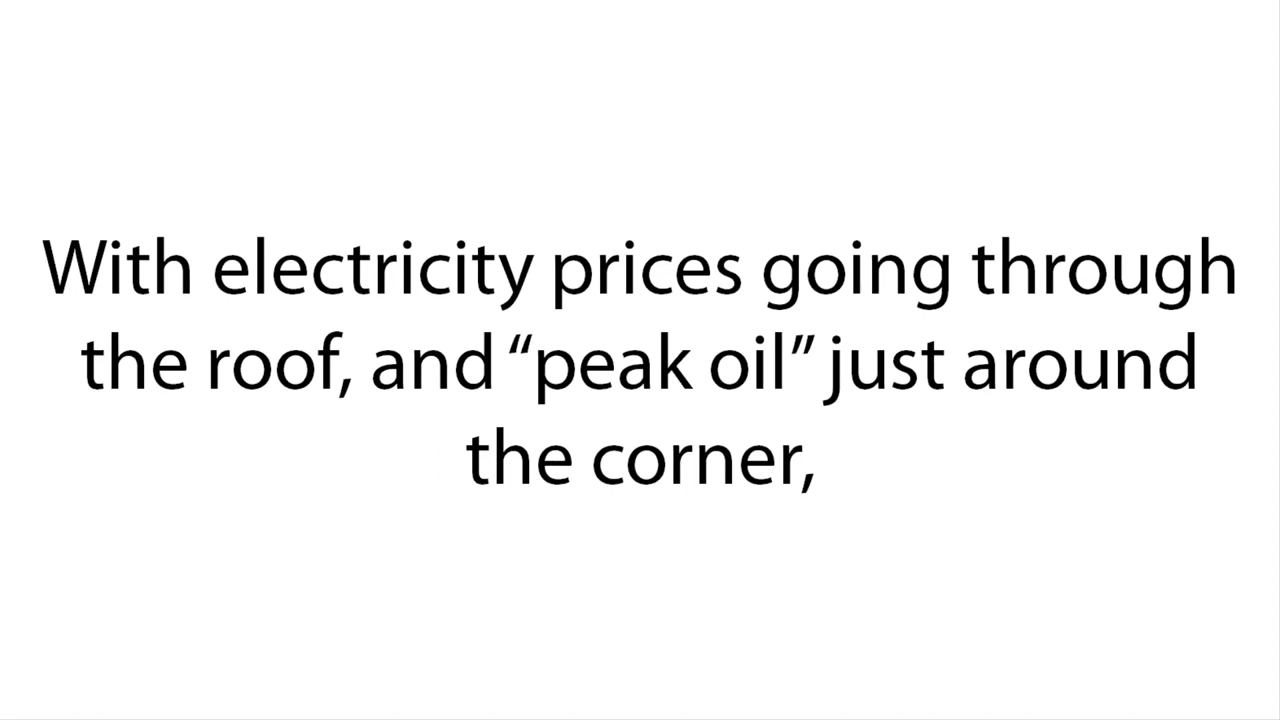 With electricity prices going through
the roof, and “peak oil” just around
the corner,